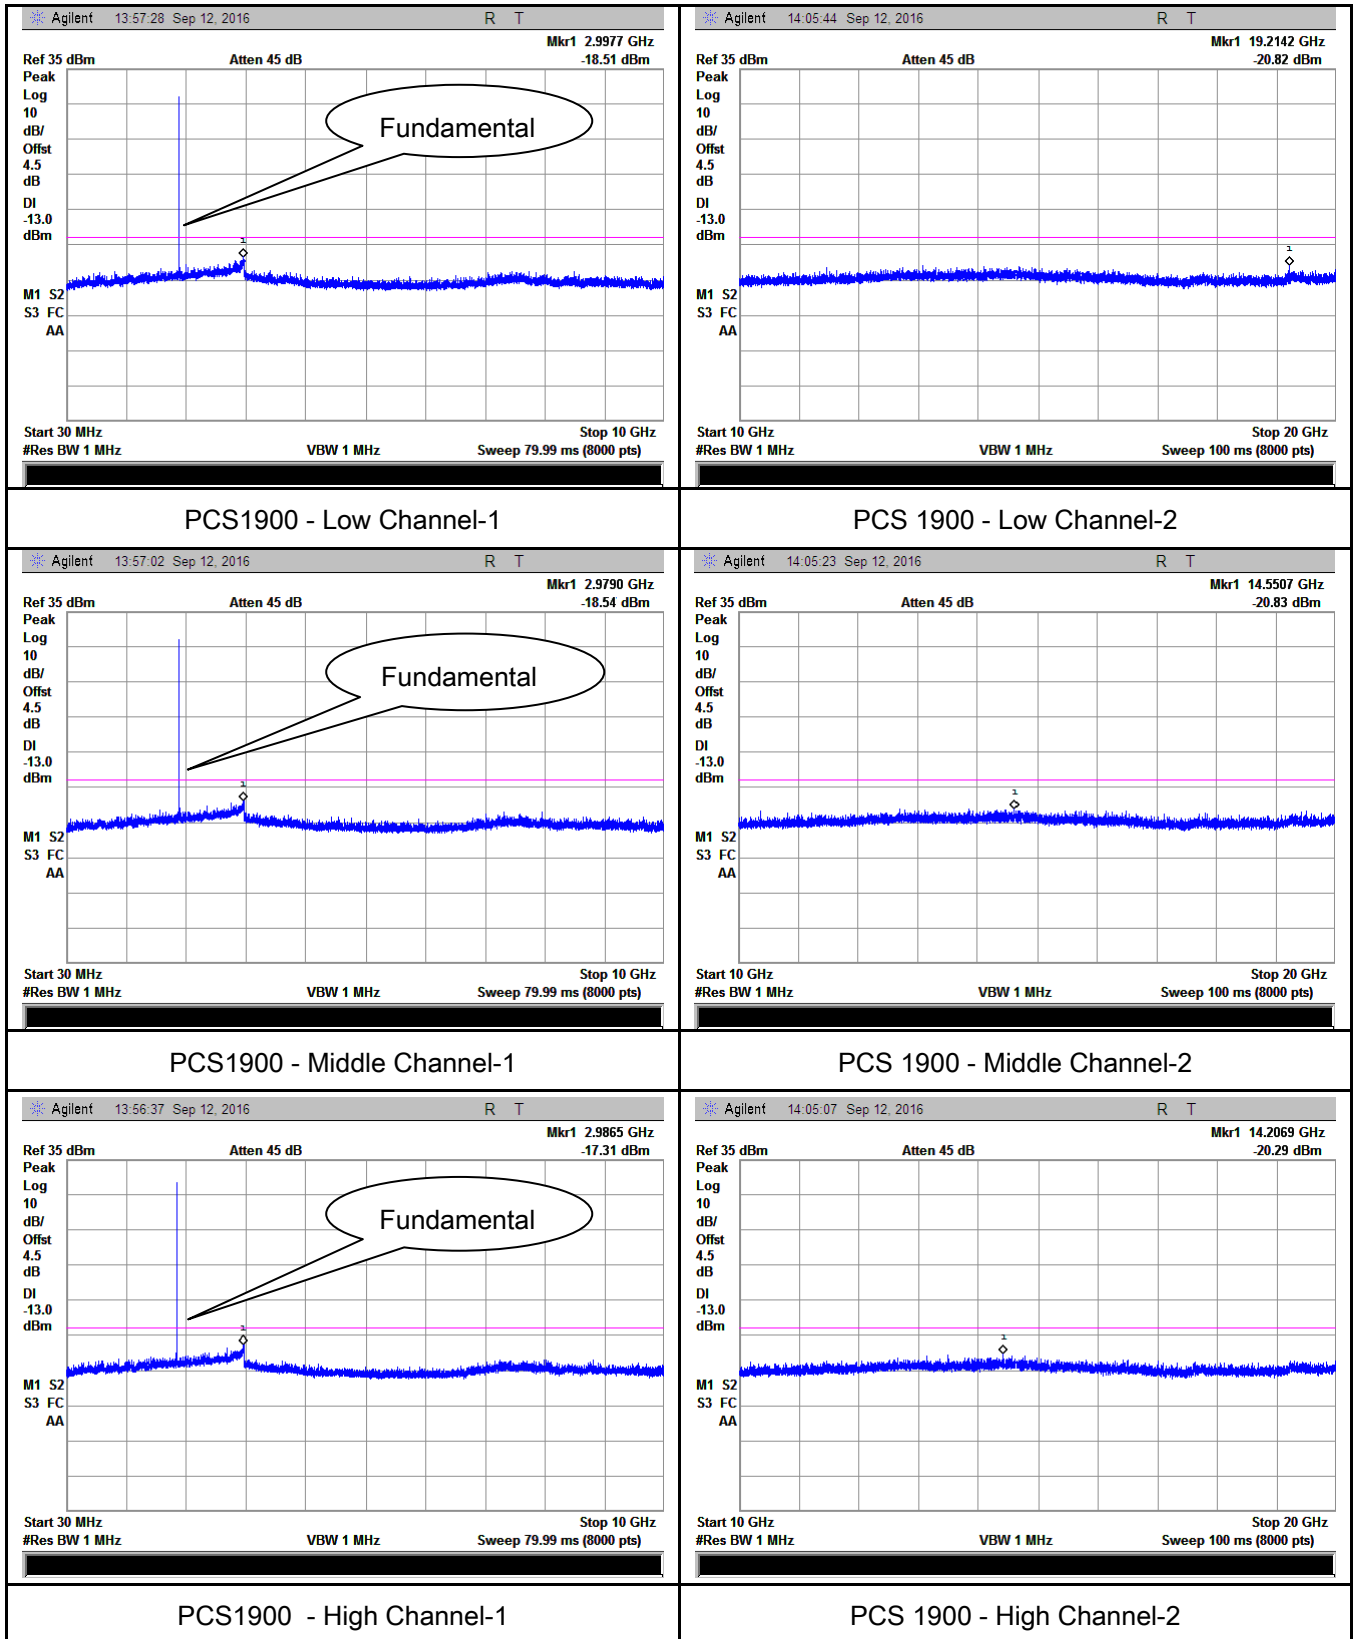 Agilent 13:57:28 Sep 12, 2016 R T
Mkr1 2.9977 GHz
Ref 35 dBm Atten 45 dB -18.51 dBm
Peak
Log
10
dB/
Offst
4.5
dB
DI
-13.0
dBm
M1 S2
S3 FC
AA
Fundamental
1
Start 30 MHz Stop 10 GHz
#Res BW 1 MHz VBW 1 MHz Sweep 79.99 ms (8000 pts)
PCS1900 - Low Channel-1
Agilent 14:05:44 Sep 12, 2016 R T
Mkr1 19.2142 GHz
Ref 35 dBm Atten 45 dB -20.82 dBm
Peak
Log
10
dB/
Offst
4.5
dB
DI
-13.0
dBm
1
M1 S2
S3 FC
AA
Start 10 GHz Stop 20 GHz
#Res BW 1 MHz VBW 1 MHz Sweep 100 ms (8000 pts)
PCS 1900 - Low Channel-2
Agilent 13:57:02 Sep 12, 2016 R T
Mkr1 2.9790 GHz
Ref 35 dBm Atten 45 dB -18.54 dBm
Peak
Log
10
dB/
Offst
4.5
dB
DI
-13.0
dBm
M1 S2
S3 FC
AA
Fundamental
1
Start 30 MHz Stop 10 GHz
#Res BW 1 MHz VBW 1 MHz Sweep 79.99 ms (8000 pts)
PCS1900 - Middle Channel-1
Agilent 14:05:23 Sep 12, 2016 R T
Mkr1 14.5507 GHz
Ref 35 dBm Atten 45 dB -20.83 dBm
Peak
Log
10
dB/
Offst
4.5
dB
DI
-13.0
dBm
1
M1 S2
S3 FC
AA
Start 10 GHz Stop 20 GHz
#Res BW 1 MHz VBW 1 MHz Sweep 100 ms (8000 pts)
PCS 1900 - Middle Channel-2
Agilent 13:56:37 Sep 12, 2016 R T
Mkr1 2.9865 GHz
Ref 35 dBm Atten 45 dB -17.31 dBm
Peak
Log
10
dB/
Offst
4.5
dB
DI
-13.0
dBm
M1 S2
S3 FC
AA
Fundamental
1
Start 30 MHz Stop 10 GHz
#Res BW 1 MHz VBW 1 MHz Sweep 79.99 ms (8000 pts)
PCS1900 - High Channel-1
Agilent 14:05:07 Sep 12, 2016 R T
Mkr1 14.2069 GHz
Ref 35 dBm Atten 45 dB -20.29 dBm
Peak
Log
10
dB/
Offst
4.5
dB
DI
-13.0
dBm
1
M1 S2
S3 FC
AA
Start 10 GHz Stop 20 GHz
#Res BW 1 MHz VBW 1 MHz Sweep 100 ms (8000 pts)
PCS 1900 - High Channel-2